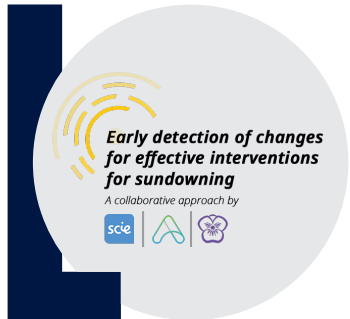 Early detection of changes
for effective interventions
for sundowning
A collaborative approach by
scie